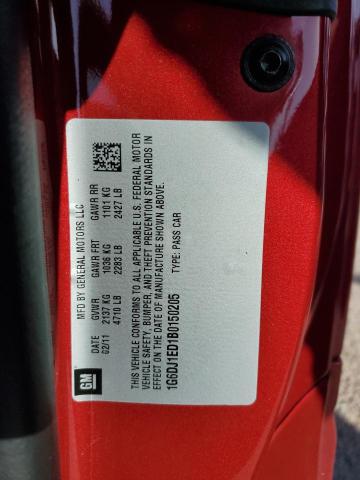 MFD BY GENERAL MOTORS LLC
GVWR GAWR FRT GAWR RR
02/11 2137 KG 1036 KG 1101 KG
4710 LB 2283 LB 2427 LB
THIS VEHICLE CONFORMS TO ALL APPLICABLE U.S. FEDERAL MOTOR
VEHICLE SAFETY, BUMPER, AND THEFT PREVENTION STANDARDS IN
EFFECT ON THE DATE OF MANUFACTURE SHOWN ABOVE.
TYPE: PASS CAR
1G6DJ1ED1B0150205
GM